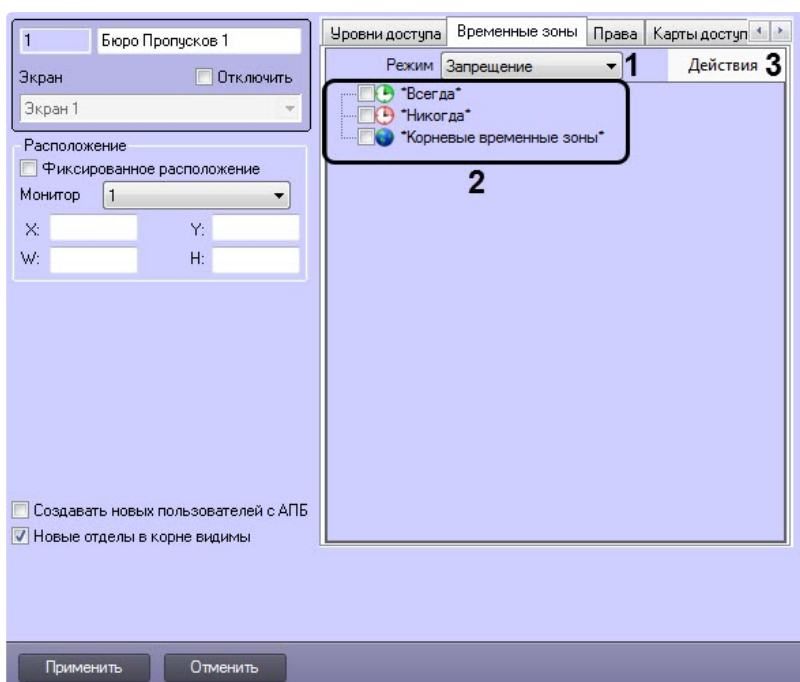 1 Бюро Пропусков 1
Экран Отключить
Экран 1
Расположение
Фиксированное расположение
Монитор 1
X: Y:
W: H:
Создавать новых пользователей с АПБ
Новые отделы в корне видимы
Уровни доступа Временные зоны Права Карты доступ
Режим Запрещение 1 Действия 3
*Всегда*
*Никогда*
*Корневые временные зоны*
2
Применить Отменить